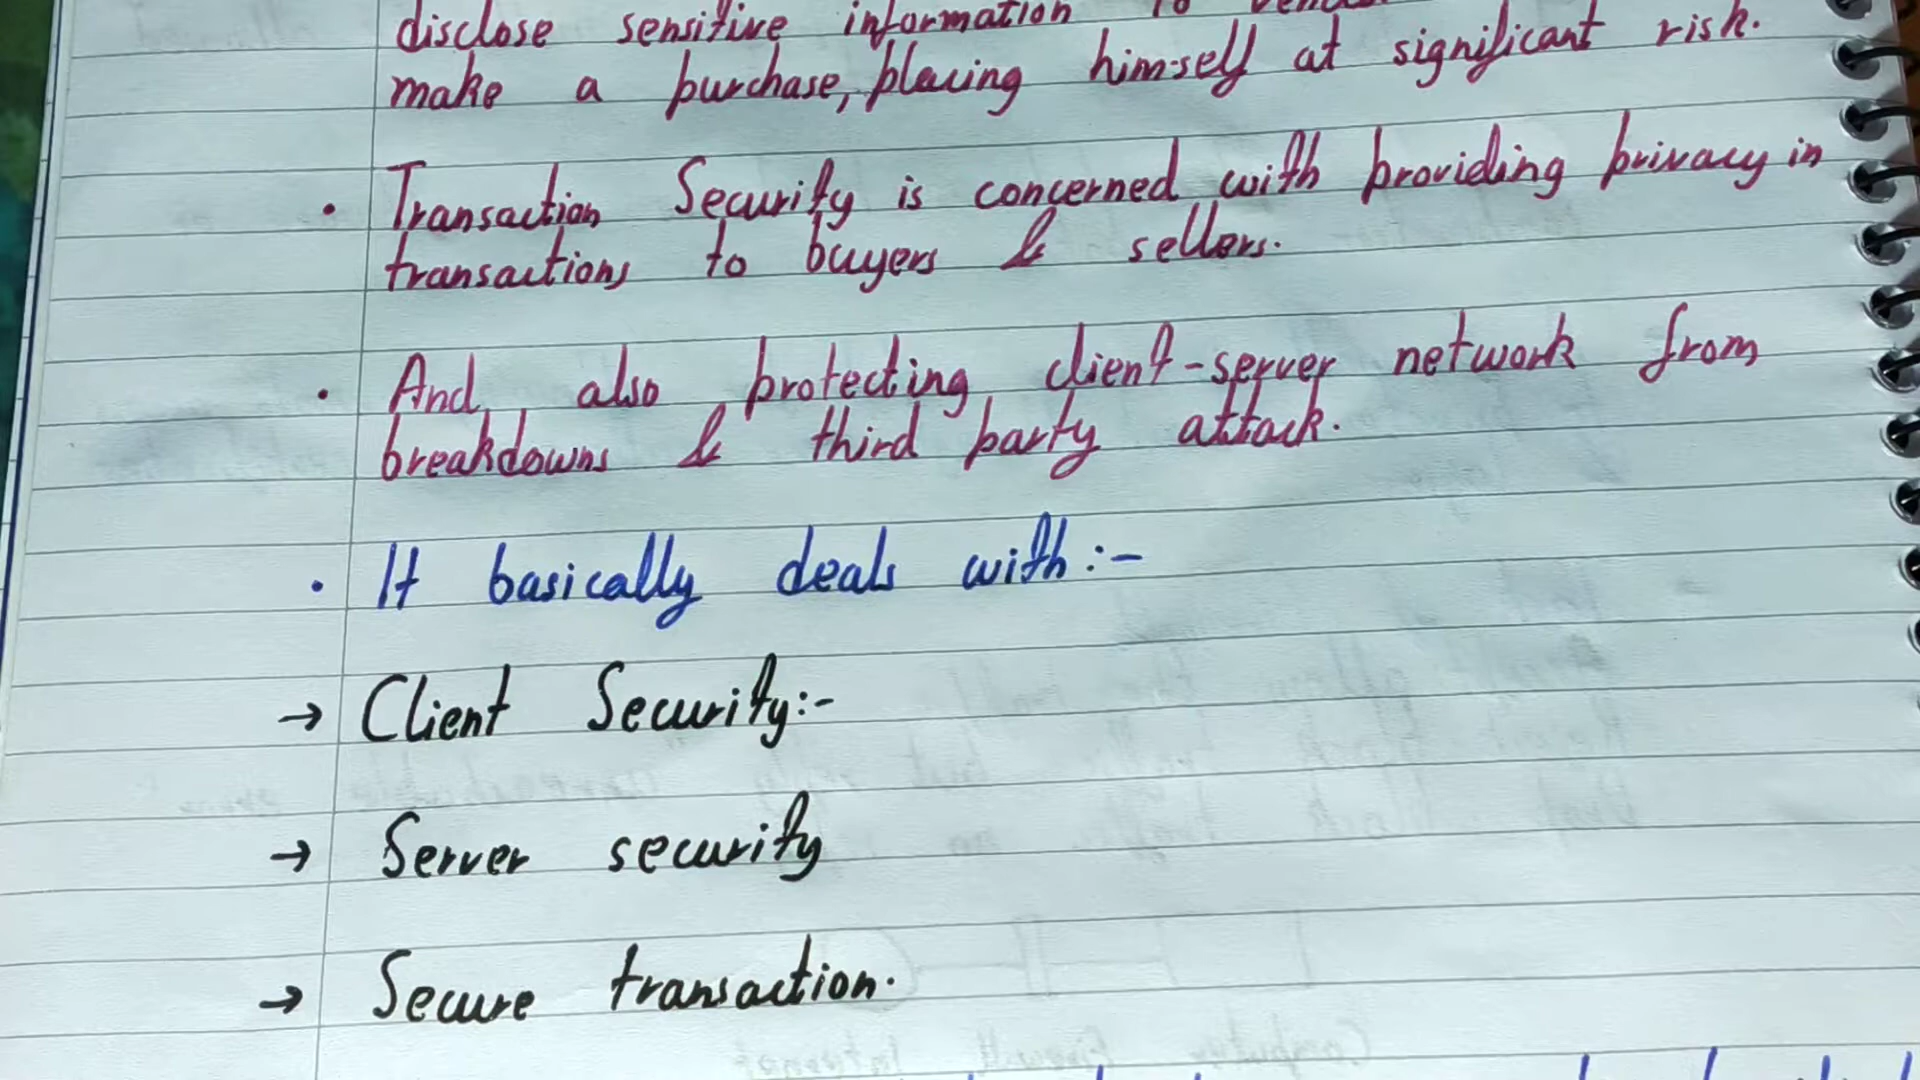 disclose sensitive information to
make a purchase, placing himself at significant risk.
• Transaction Security is concerned with providing privacy in
transactions to buyers & sellers.
• And also protecting client-server network from
breakdowns & third party attack.
• It basically deals with:-
→ Client Security:-
→ Server security
→ Secure transaction.